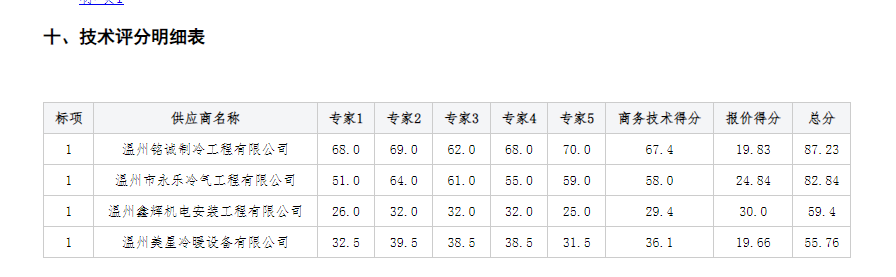 十、技术评分明细表
标项 供应商名称 专家1 专家2 专家3 专家4 专家5 商务技术得分 报价得分 总分
1 温州铭诚制冷工程有限公司 68.0 69.0 62.0 68.0 70.0 67.4 19.83 87.23
1 温州市永乐冷气工程有限公司 51.0 64.0 61.0 55.0 59.0 58.0 24.84 82.84
1 温州鑫辉机电安装工程有限公司 26.0 32.0 32.0 32.0 25.0 29.4 30.0 59.4
1 温州美星冷暖设备有限公司 32.5 39.5 38.5 38.5 31.5 36.1 19.66 55.76